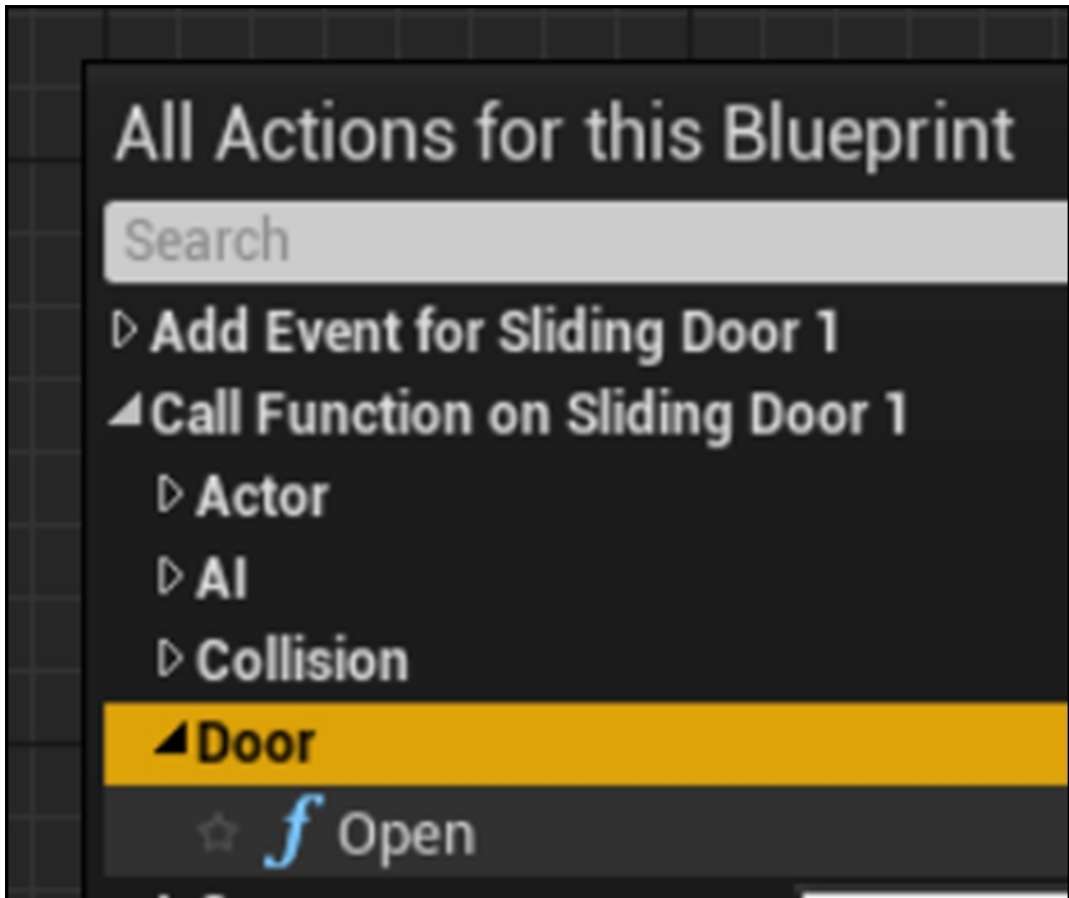 All Actions for this Blueprint
Search
Add Event for Sliding Door 1
Call Function on Sliding Door 1
Actor
AI
Collision
Door
f Open